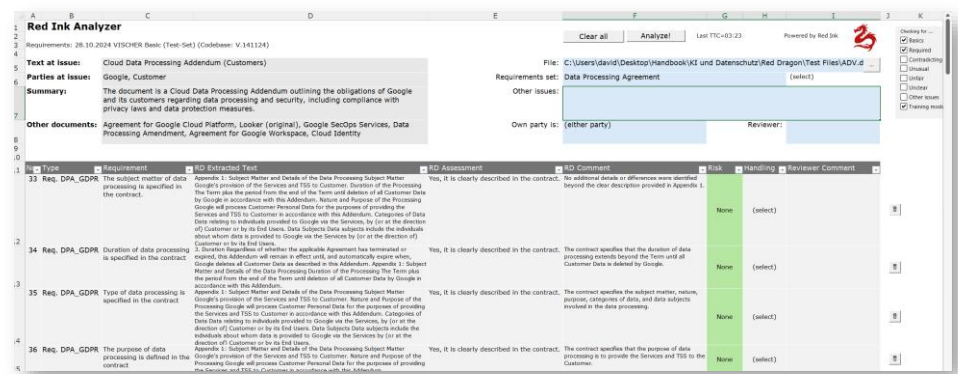 A B C D E F G H I J K
Red Ink Analyzer
Clear all
Analyze!
Last TTC=03:23
Powered by Red Ink
Requirements: 28.10.2024 VISCHER Basic (Test-Set) (Codebase: V.141124)
Checking for ...
Basics
Required
Contradicting
Unusual
Unfair
Unclear
Other issues
Training mode
Text at issue: Cloud Data Processing Addendum (Customers)
File: C:\Users\david\Desktop\Handbook\KI und Datenschutz\Red Dragon\Test Files\ADV.d ...
Parties at issue: Google, Customer
Requirements set: Data Processing Agreement (select)
Summary: The document is a Cloud Data Processing Addendum outlining the obligations of Google
and its customers regarding data processing and security, including compliance with
privacy laws and data protection measures.
Other issues:
Other documents: Agreement for Google Cloud Platform, Looker (original), Google SecOps Services, Data
Processing Amendment, Agreement for Google Workspace, Cloud Identity
Own party is: (either party) Reviewer:
Type Requirement RD Extracted Text RD Assessment RD Comment Risk Handling Reviewer Comment
33 Req. DPA_GDPR The subject matter of data
processing is specified in
the contract.
Appendix 1: Subject Matter and Details of the Data Processing Subject Matter
Google's provision of the Services and TSS to Customer. Duration of the Processing
The Term plus the period from the end of the Term until deletion of all Customer Data
by Google in accordance with this Addendum. Nature and Purpose of the Processing
Google will process Customer Personal Data for the purposes of providing the
Services and TSS to Customer in accordance with this Addendum. Categories of Data
Data relating to individuals provided to Google via the Services, by (or at the direction
of) Customer or by its End Users. Data Subjects Data subjects include the individuals
about whom data is provided to Google via the Services by (or at the direction of)
Customer or by its End Users.
Yes, it is clearly described in the contract.
No additional details or differences were identified
beyond the clear description provided in Appendix 1.
None
(select)
34 Req. DPA_GDPR Duration of data processing
is specified in the contract
3. Duration Regardless of whether the applicable Agreement has terminated or
expired, this Addendum will remain in effect until, and automatically expire when,
Google deletes all Customer Data as described in this Addendum. Appendix 1: Subject
Matter and Details of the Data Processing Duration of the Processing The Term plus
the period from the end of the Term until deletion of all Customer Data by Google in
accordance with this Addendum.
Yes, it is clearly described in the contract.
The contract specifies that the duration of data
processing extends beyond the Term until all
Customer Data is deleted by Google.
None
(select)
35 Req. DPA_GDPR Type of data processing is
specified in the contract
Appendix 1: Subject Matter and Details of the Data Processing Subject Matter
Google's provision of the Services and TSS to Customer. Nature and Purpose of the
Processing Google will process Customer Personal Data for the purposes of providing
the Services and TSS to Customer in accordance with this Addendum. Categories of
Data Data relating to individuals provided to Google via the Services, by (or at the
direction of) Customer or by its End Users. Data Subjects Data subjects include the
individuals about whom data is provided to Google via the Services by (or at the
direction of) Customer or by its End Users.
Yes, it is clearly described in the contract.
The contract specifies the subject matter, nature,
purpose, categories of data, and data subjects
involved in the data processing.
None
(select)
36 Req. DPA_GDPR The purpose of data
processing is defined in the
contract
Appendix 1: Subject Matter and Details of the Data Processing Subject Matter
Google's provision of the Services and TSS to Customer. Nature and Purpose of the
Processing Google will process Customer Personal Data for the purposes of providing
the Services and TSS to Customer in accordance with this Addendum.
Yes, it is clearly described in the contract.
The contract specifies that the purpose of data
processing is to provide the Services and TSS to the
Customer.
None
(select)